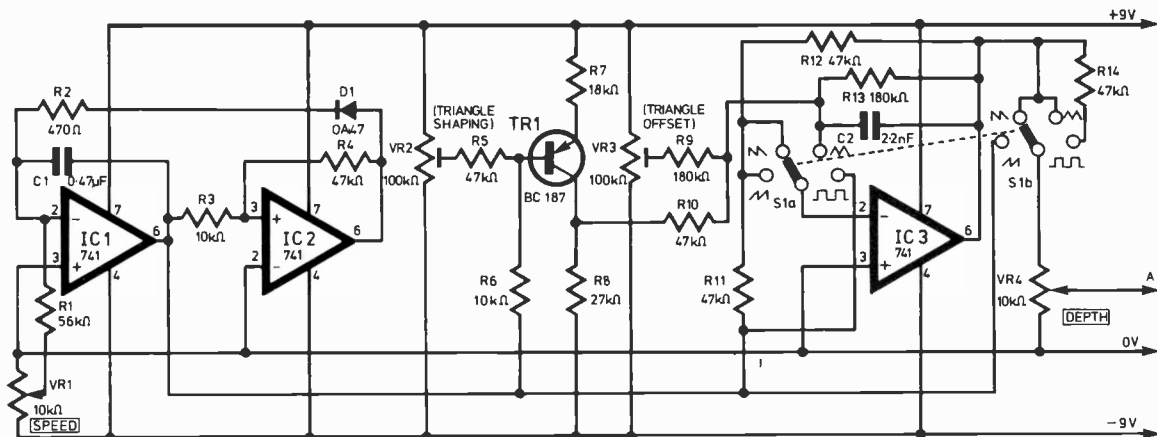 +9V
R2
470Ω
D1
OA47
R4
47kΩ
C1
0·47µF
R3
10kΩ
2
−
3
+
7
IC1
741
6
4
R1
56kΩ
VR1
10kΩ
SPEED
3
+
2
−
7
IC2
741
6
4
VR2
100kΩ
(TRIANGLE
SHAPING)
R5
47kΩ
R6
10kΩ
TR1
BC 187
R7
18kΩ
R8
27kΩ
VR3
100kΩ
(TRIANGLE
OFFSET)
R9
180kΩ
R10
47kΩ
R11
47kΩ
R12 47kΩ
R13 180kΩ
C2
2·2nF
S1a
2
−
3
+
7
IC3
741
6
4
R14
47kΩ
S1b
VR4
10kΩ
DEPTH
A
0V
−9V